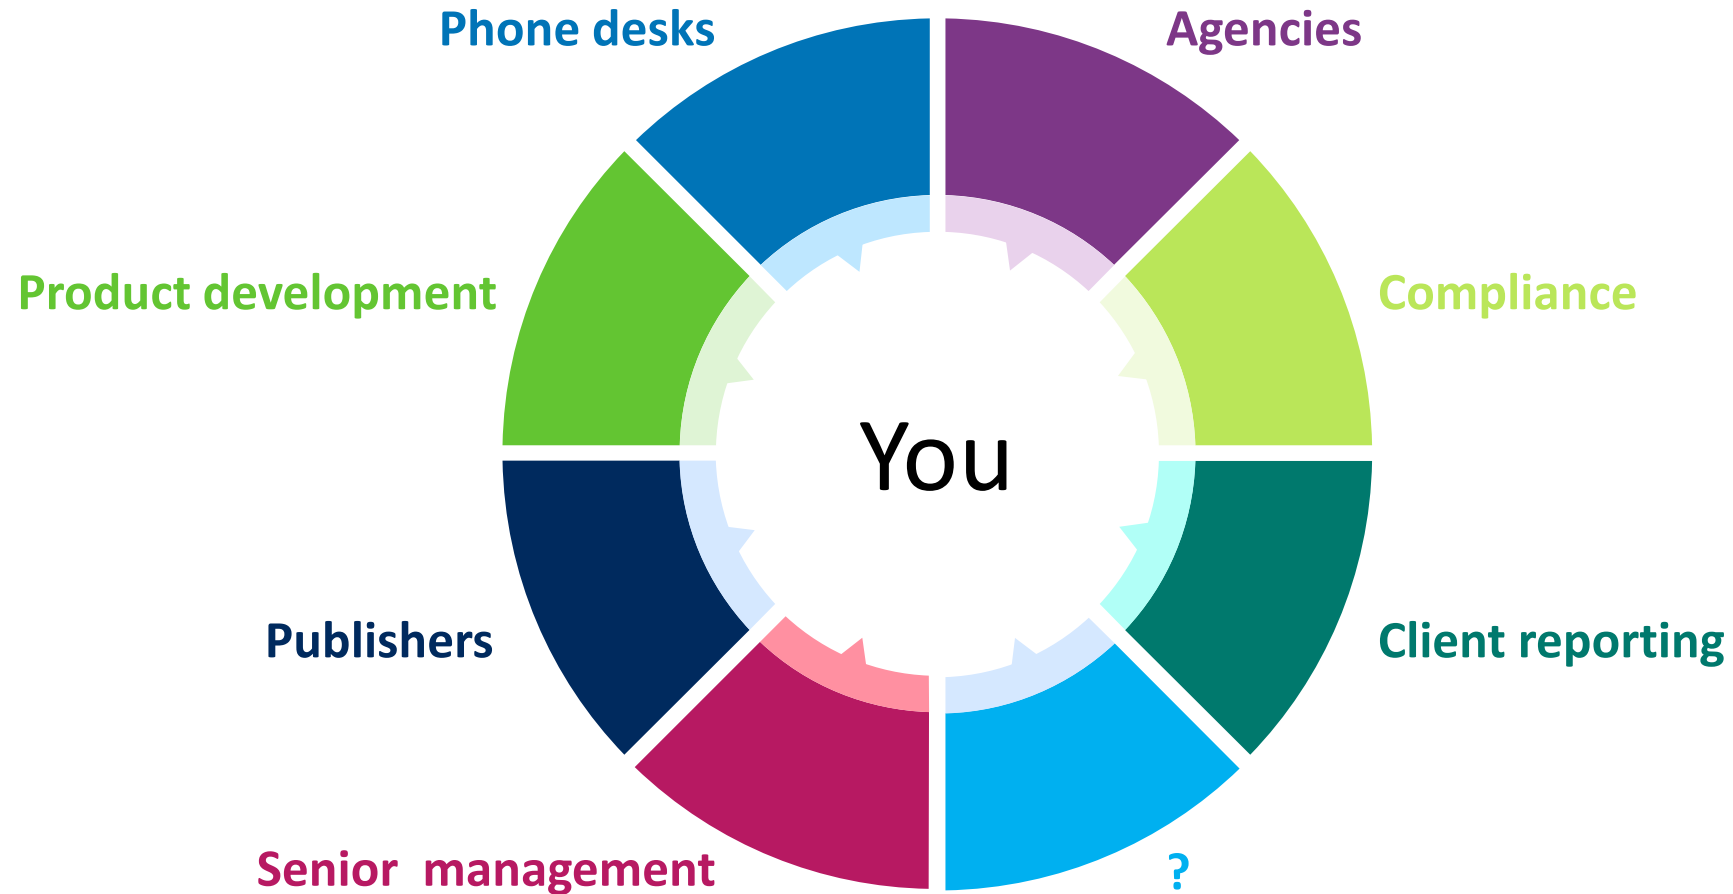 Phone desks
Agencies
Product development
Compliance
You
Publishers
Client reporting
Senior  management
?